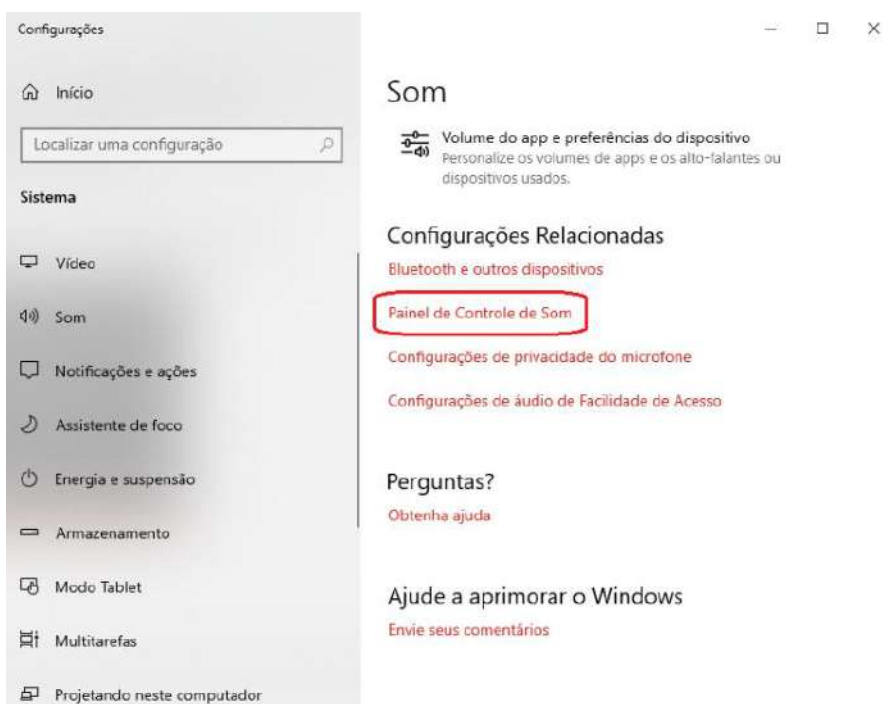 Configurações
Início
Localizar uma configuração
Sistema
Vídeo
Som
Notificações e ações
Assistente de foco
Energia e suspensão
Armazenamento
Modo Tablet
Multitarefas
Projetando neste computador
Som
Volume do app e preferências do dispositivo
Personalize os volumes de apps e os alto-falantes ou
dispositivos usados.
Configurações Relacionadas
Bluetooth e outros dispositivos
Painel de Controle de Som
Configurações de privacidade do microfone
Configurações de áudio de Facilidade de Acesso
Perguntas?
Obtenha ajuda
Ajude a aprimorar o Windows
Envie seus comentários